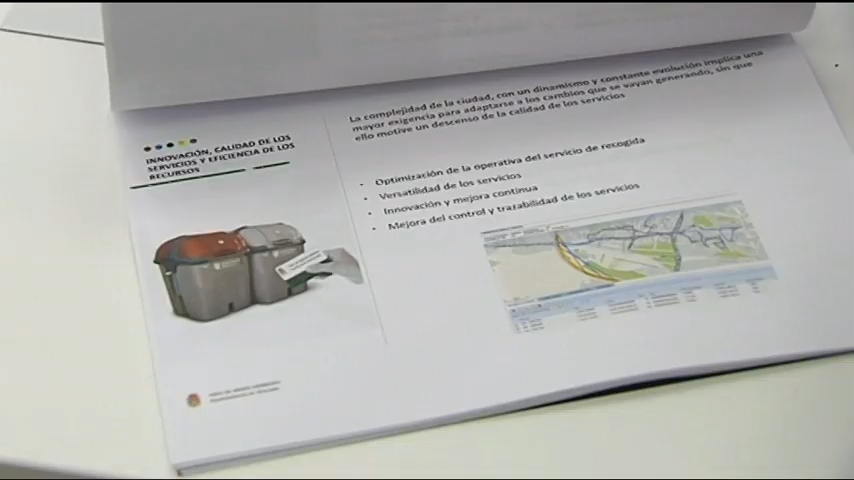 INNOVACIÓN, CALIDAD DE LOS
SERVICIOS Y EFICIENCIA DE LOS
RECURSOS
La complejidad de la ciudad, con un dinamismo y constante evolución implica una
mayor exigencia para adaptarse a los cambios que se vayan generando, sin que
ello motive un descenso de la calidad de los servicios
• Optimización de la operativa del servicio de recogida
• Versatilidad de los servicios
• Innovación y mejora continua
• Mejora del control y trazabilidad de los servicios